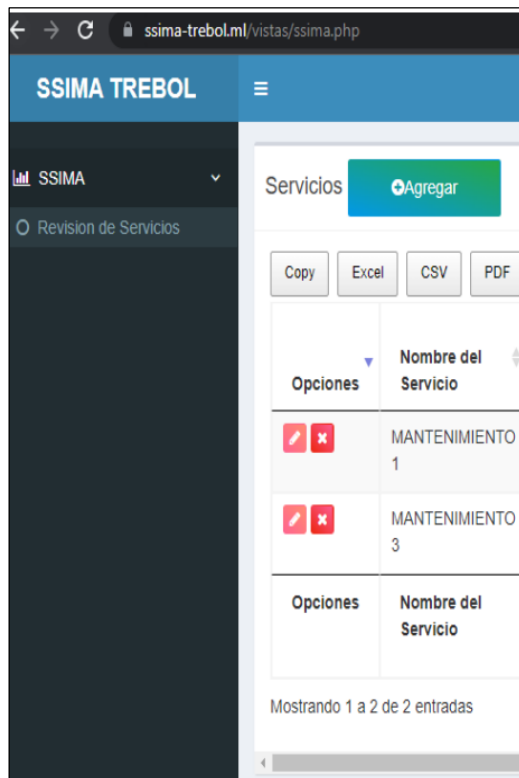 ssima-trebol.ml/vistas/ssima.php
SSIMA TREBOL
SSIMA
Revision de Servicios
Servicios
Agregar
Copy Excel CSV PDF
Opciones
Nombre del
Servicio
MANTENIMIENTO
1
MANTENIMIENTO
3
Opciones
Nombre del
Servicio
Mostrando 1 a 2 de 2 entradas